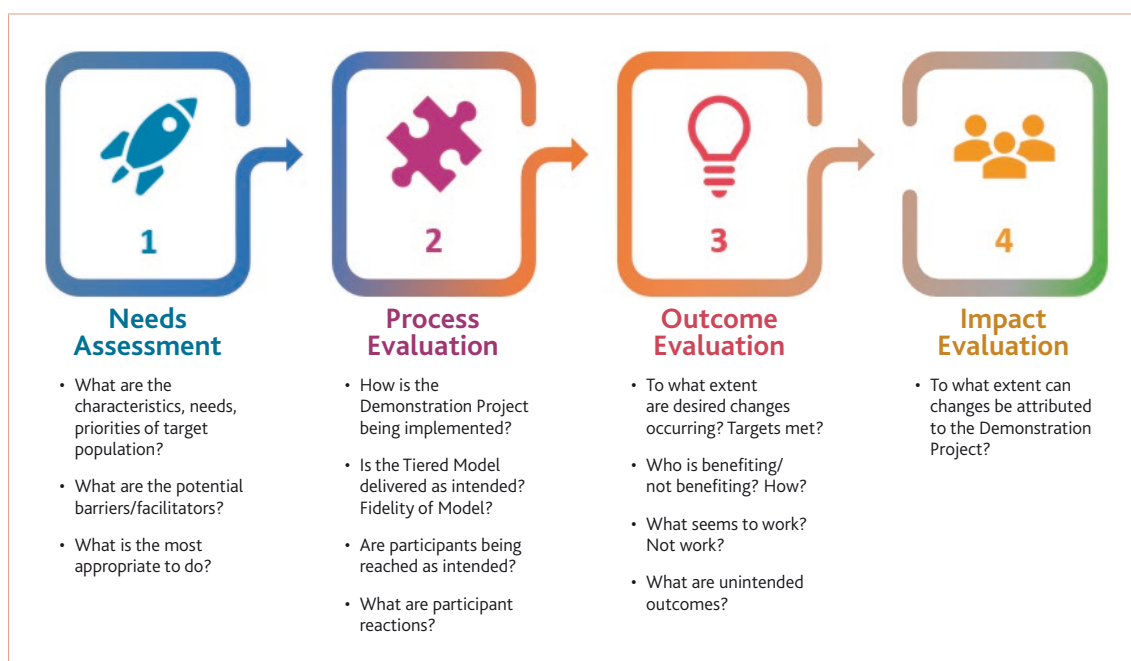 1
Needs
Assessment
• What are the
characteristics, needs,
priorities of target
population?
• What are the potential
barriers/facilitators?
• What is the most
appropriate to do?
2
Process
Evaluation
• How is the
Demonstration Project
being implemented?
• Is the Tiered Model
delivered as intended?
Fidelity of Model?
• Are participants being
reached as intended?
• What are participant
reactions?
3
Outcome
Evaluation
• To what extent
are desired changes
occurring? Targets met?
• Who is benefiting/
not benefiting? How?
• What seems to work?
Not work?
• What are unintended
outcomes?
4
Impact
Evaluation
• To what extent can
changes be attributed
to the Demonstration
Project?